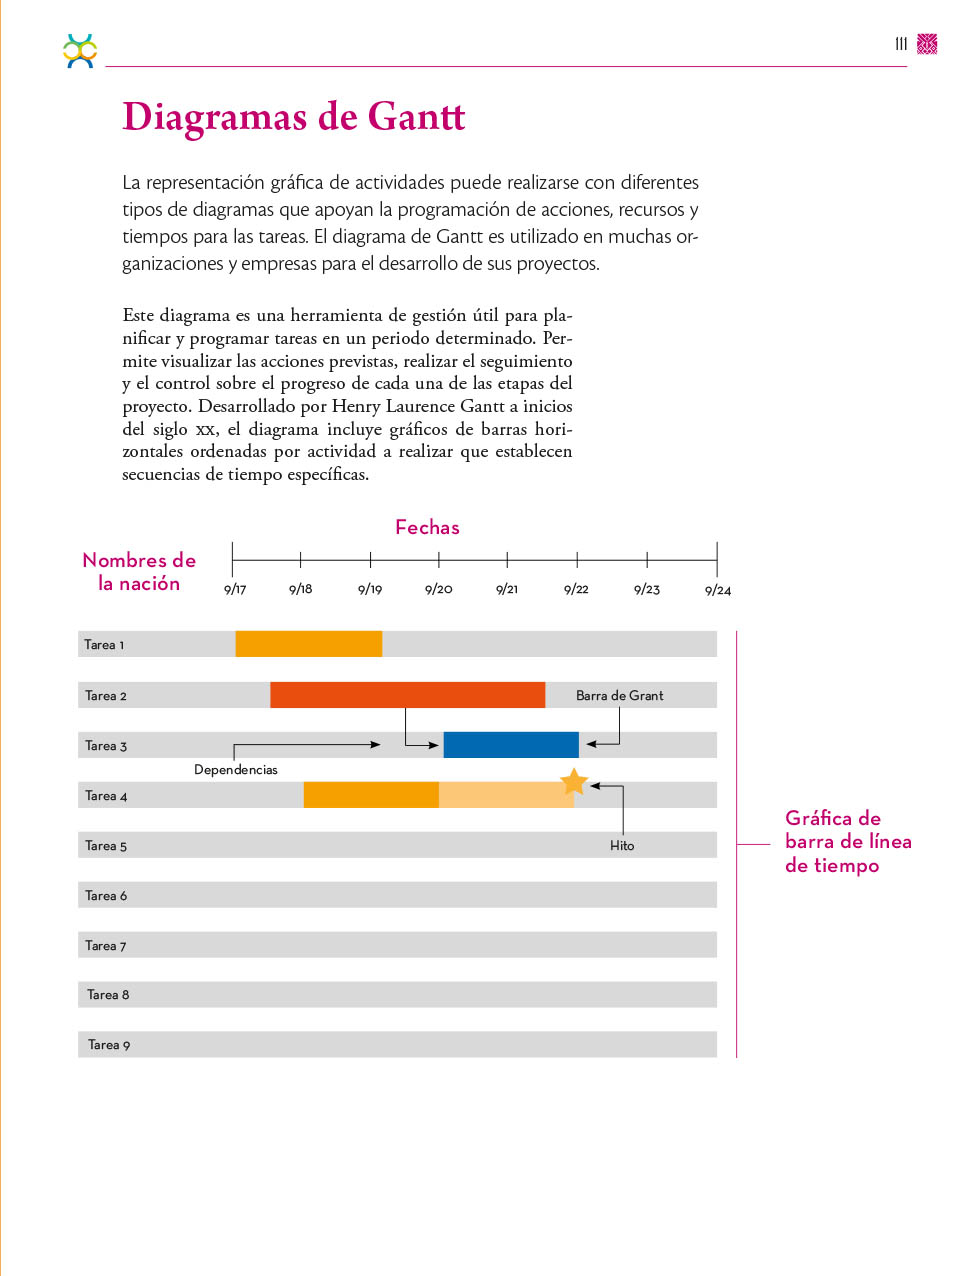 111
Diagramas de Gantt
La representación gráfica de actividades puede realizarse con diferentes
tipos de diagramas que apoyan la programación de acciones, recursos y
tiempos para las tareas. El diagrama de Gantt es utilizado en muchas or-
ganizaciones y empresas para el desarrollo de sus proyectos.
Este diagrama es una herramienta de gestión útil para pla-
nificar y programar tareas en un periodo determinado. Per-
mite visualizar las acciones previstas, realizar el seguimiento
y el control sobre el progreso de cada una de las etapas del
proyecto. Desarrollado por Henry Laurence Gantt a inicios
del siglo XX, el diagrama incluye gráficos de barras hori-
zontales ordenadas por actividad a realizar que establecen
secuencias de tiempo específicas.
Fechas
Nombres de
la nación
9/17 9/18 9/19 9/20 9/21 9/22 9/23 9/24
Tarea 1
Tarea 2
Barra de Grant
Tarea 3
Dependencias
Tarea 4
Tarea 5
Hito
Tarea 6
Tarea 7
Tarea 8
Tarea 9
Gráfica de
barra de línea
de tiempo